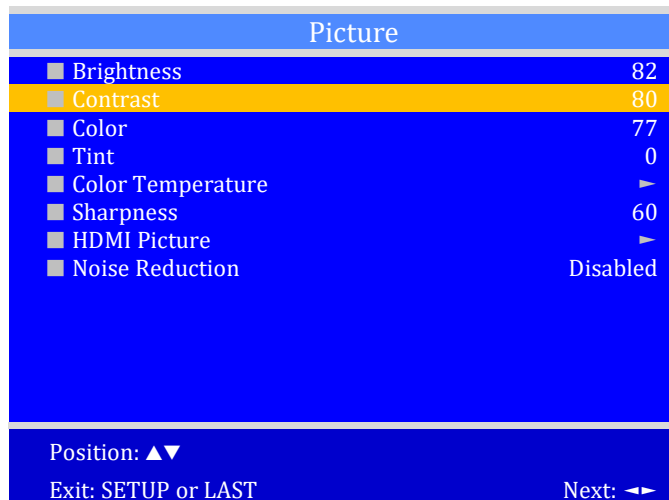 Picture
Brightness 82
Contrast 80
Color 77
Tint 0
Color Temperature ►
Sharpness 60
HDMI Picture ►
Noise Reduction Disabled
Position: ▲▼
Exit: SETUP or LAST Next: ◄►